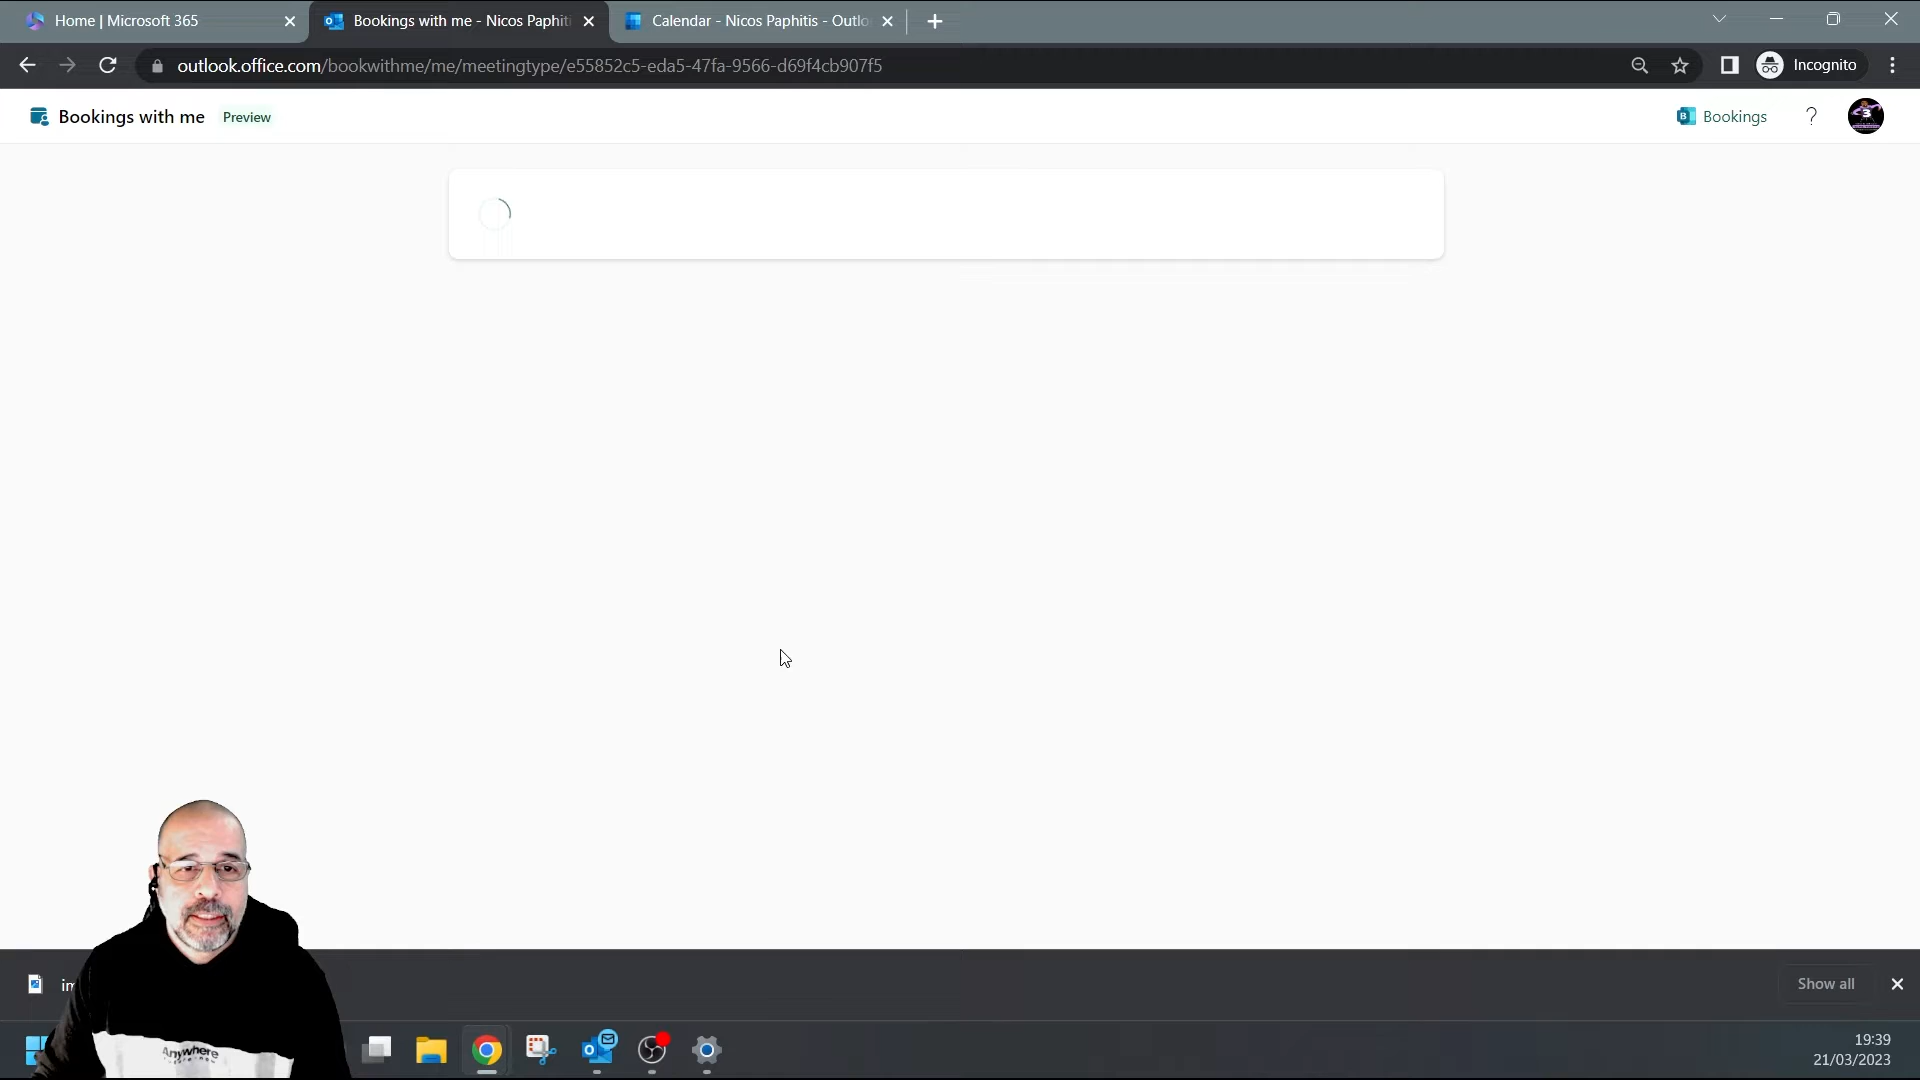 Home | Microsoft 365
Bookings with me - Nicos Paphiti
Calendar - Nicos Paphitis - Outlo
outlook.office.com/bookwithme/me/meetingtype/e55852c5-eda5-47fa-9566-d69f4cb907f5
Incognito
Bookings with me
Preview
Bookings
?
Show all
Anywhere
19:39
21/03/2023